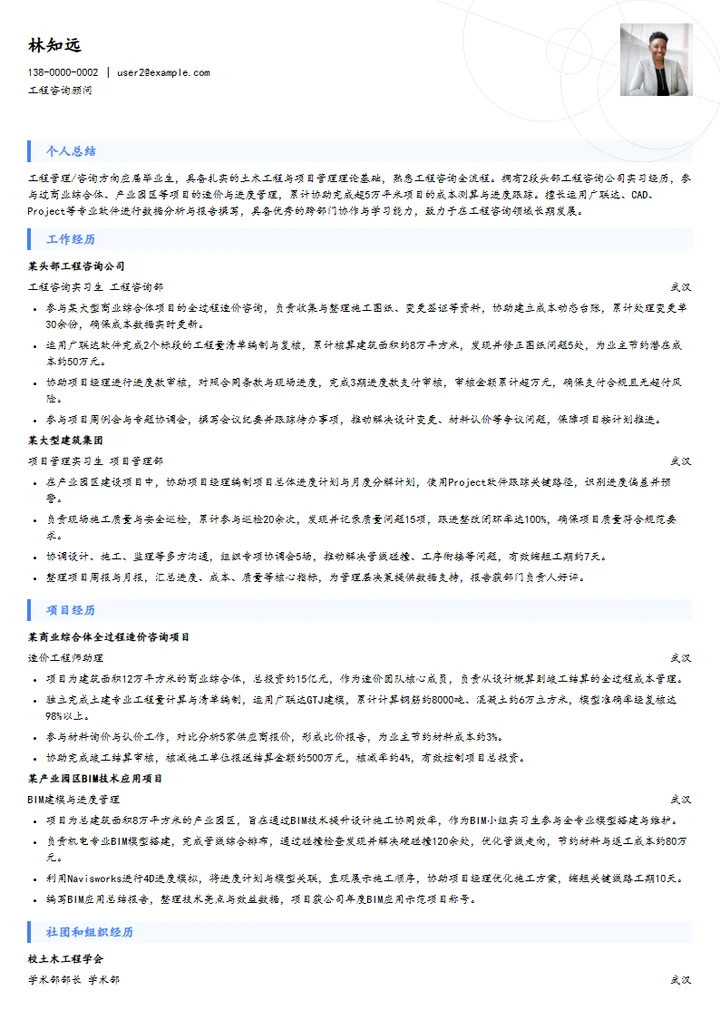 林知远
138-0000-0002 | user2@example.com
工程咨询顾问
个人总结
工程管理/咨询方向应届毕业生，具备扎实的土木工程与项目管理理论基础，熟悉工程咨询全流程。拥有2段头部工程咨询公司实习经历，参
与过商业综合体、产业园区等项目的造价与进度管理，累计协助完成超5万平米项目的成本测算与进度跟踪。擅长运用广联达、CAD、
Project等专业软件进行数据分析与报告撰写，具备优秀的跨部门协作与学习能力，致力于在工程咨询领域长期发展。
工作经历
某头部工程咨询公司
工程咨询实习生 工程咨询部 武汉
• 参与某大型商业综合体项目的全过程造价咨询，负责收集与整理施工图纸、变更签证等资料，协助建立成本动态台账，累计处理变更单
30余份，确保成本数据实时更新。
• 运用广联达软件完成2个标段的工程量清单编制与复核，累计核算建筑面积约8万平方米，发现并修正图纸问题5处，为业主节约潜在成
本约50万元。
• 协助项目经理进行进度款审核，对照合同条款与现场进度，完成3期进度款支付审核，审核金额累计超万元，确保支付合规且无超付风
险。
• 参与项目周例会与专题协调会，撰写会议纪要并跟踪待办事项，推动解决设计变更、材料认价等争议问题，保障项目按计划推进。
某大型建筑集团
项目管理实习生 项目管理部 武汉
• 在产业园区建设项目中，协助项目经理编制项目总体进度计划与月度分解计划，使用Project软件跟踪关键路径，识别进度偏差并预
警。
• 负责现场施工质量与安全巡检，累计参与巡检20余次，发现并记录质量问题15项，跟进整改闭环率达100%，确保项目质量符合规范要
求。
• 协调设计、施工、监理等多方沟通，组织专项协调会5场，推动解决管线碰撞、工序衔接等问题，有效缩短工期约7天。
• 整理项目周报与月报，汇总进度、成本、质量等核心指标，为管理层决策提供数据支持，报告获部门负责人好评。
项目经历
某商业综合体全过程造价咨询项目
造价工程师助理 武汉
• 项目为建筑面积12万平方米的商业综合体，总投资约15亿元，作为造价团队核心成员，负责从设计概算到竣工结算的全过程成本管理。
• 独立完成土建专业工程量计算与清单编制，运用广联达GTJ建模，累计计算钢筋约8000吨、混凝土约6万立方米，模型准确率经复核达
98%以上。
• 参与材料询价与认价工作，对比分析5家供应商报价，形成比价报告，为业主节约材料成本约3%。
• 协助完成竣工结算审核，核减施工单位报送结算金额约500万元，核减率约4%，有效控制项目总投资。
某产业园区BIM技术应用项目
BIM建模与进度管理 武汉
• 项目为总建筑面积8万平方米的产业园区，旨在通过BIM技术提升设计施工协同效率，作为BIM小组实习生参与全专业模型搭建与维护。
• 负责机电专业BIM模型搭建，完成管线综合排布，通过碰撞检查发现并解决硬碰撞120余处，优化管线走向，节约材料与返工成本约80万
元。
• 利用Navisworks进行4D进度模拟，将进度计划与模型关联，直观展示施工顺序，协助项目经理优化施工方案，缩短关键线路工期10天。
• 编写BIM应用总结报告，整理技术亮点与效益数据，项目获公司年度BIM应用示范项目称号。
社团和组织经历
校土木工程学会
学术部部长 学术部 武汉